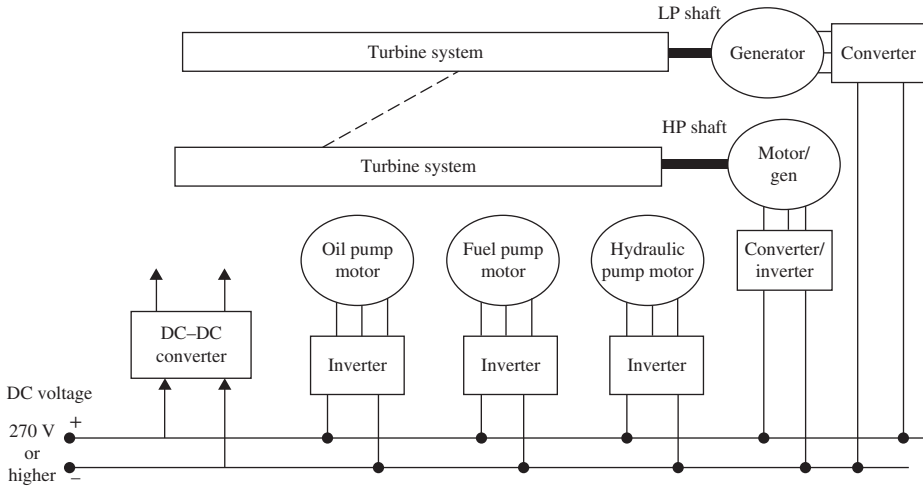 LP shaft
Turbine system
Generator
Converter
HP shaft
Turbine system
Motor/
gen
Oil pump
motor
Fuel pump
motor
Hydraulic
pump motor
Converter/
inverter
DC–DC
converter
Inverter
Inverter
Inverter
DC voltage
+
270 V
or
higher
–